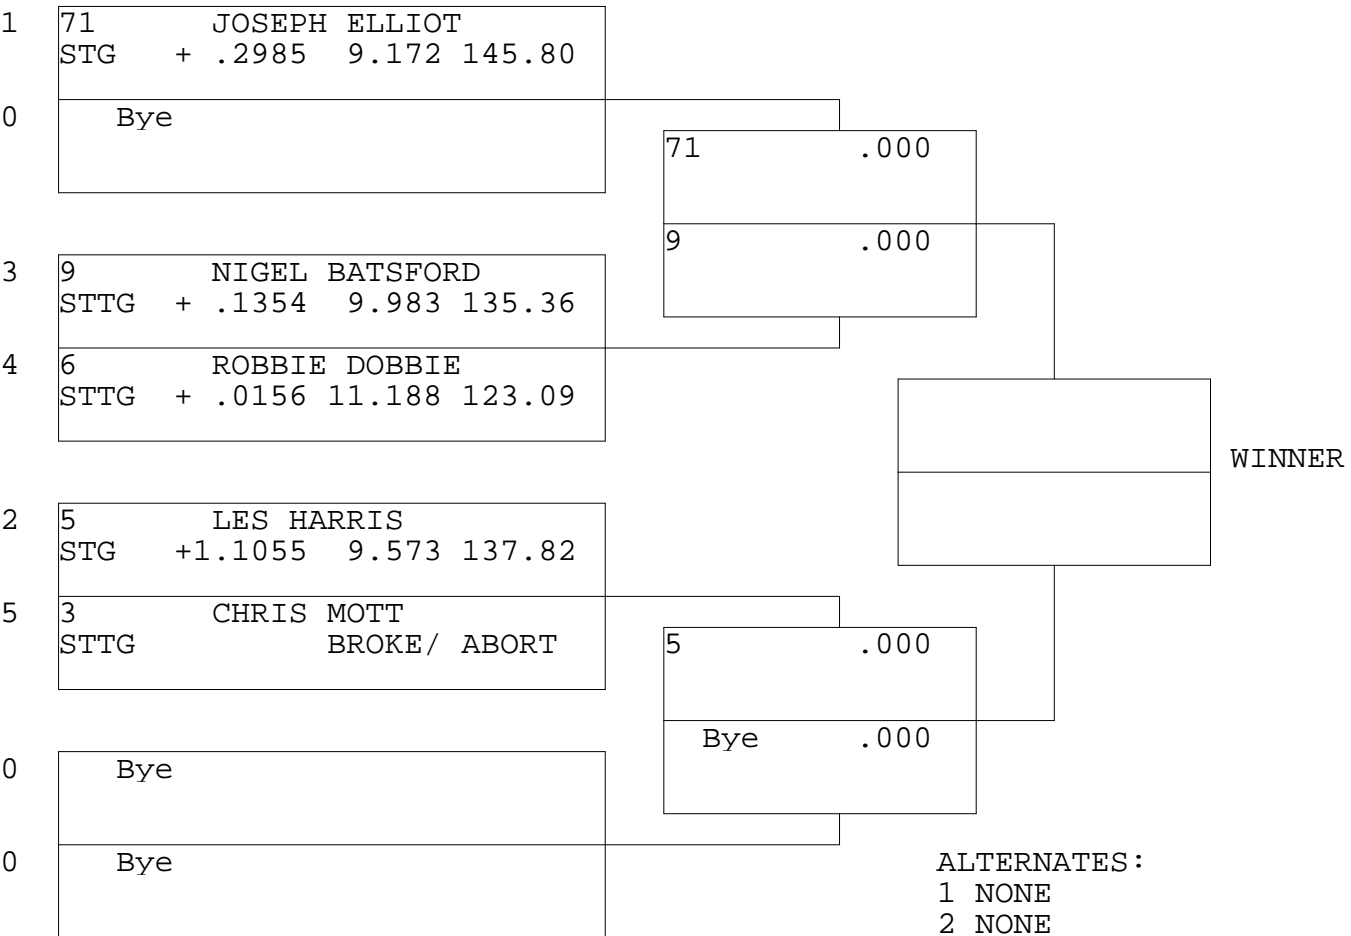 1 71 JOSEPH ELLIOT
STG + .2985 9.172 145.80
0 Bye
71 .000
9 .000
3 9 NIGEL BATSFORD
STTG + .1354 9.983 135.36
4 6 ROBBIE DOBBIE
STTG + .0156 11.188 123.09
WINNER
2 5 LES HARRIS
STG +1.1055 9.573 137.82
5 3 CHRIS MOTT
STTG BROKE/ ABORT
5 .000
Bye .000
0 Bye
0 Bye
ALTERNATES:
1 NONE
2 NONE